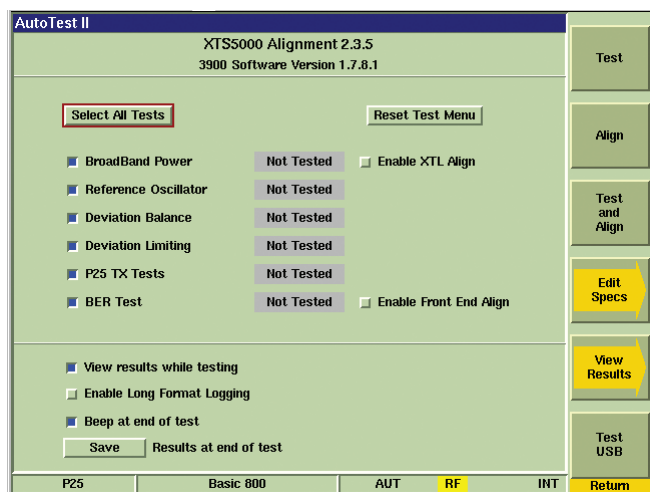 AutoTest II
XTS5000 Alignment 2.3.5
3900 Software Version 1.7.8.1
Select All Tests
Reset Test Menu
BroadBand Power Not Tested Enable XTL Align
Reference Oscillator Not Tested
Deviation Balance Not Tested
Deviation Limiting Not Tested
P25 TX Tests Not Tested
BER Test Not Tested Enable Front End Align
View results while testing
Enable Long Format Logging
Beep at end of test
Save Results at end of test
P25 Basic 800 AUT RF INT
Test
Align
Test
and
Align
Edit
Specs
View
Results
Test
USB
Return